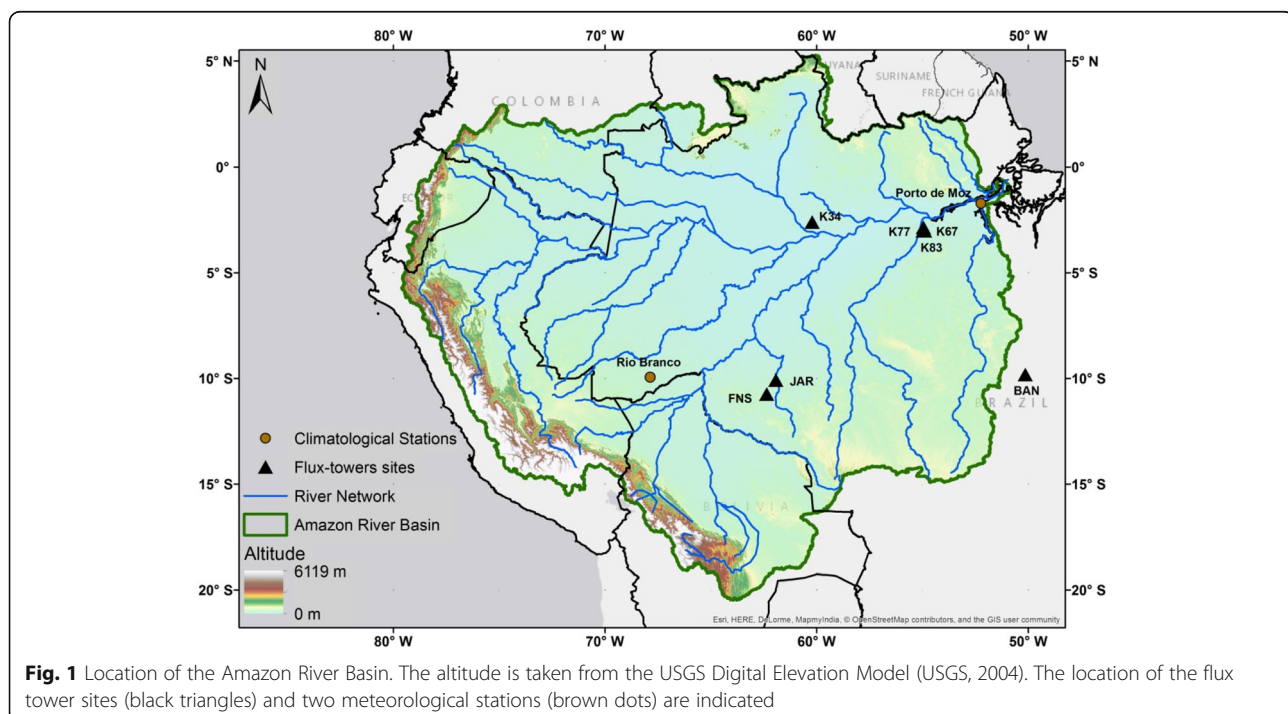 80° W 70° W 60° W 50° W
5° N 5° N
N
COLOMBIA
SURINAME
FRENCH GUIANA
0° 0°
Porto de Moz
K34
K77 K67
K83
5° S 5° S
Rio Branco
10° S 10° S
JAR
FNS
BAN
BRAZIL
Climatological Stations
Flux-towers sites
15° S 15° S
River Network
BOLIVIA
Amazon River Basin
Altitude
6119 m
20° S 20° S
0 m
Esri, HERE, DeLorme, MapmyIndia, © OpenStreetMap contributors, and the GIS user community
80° W 70° W 60° W 50° W
Fig. 1 Location of the Amazon River Basin. The altitude is taken from the USGS Digital Elevation Model (USGS, 2004). The location of the flux
tower sites (black triangles) and two meteorological stations (brown dots) are indicated